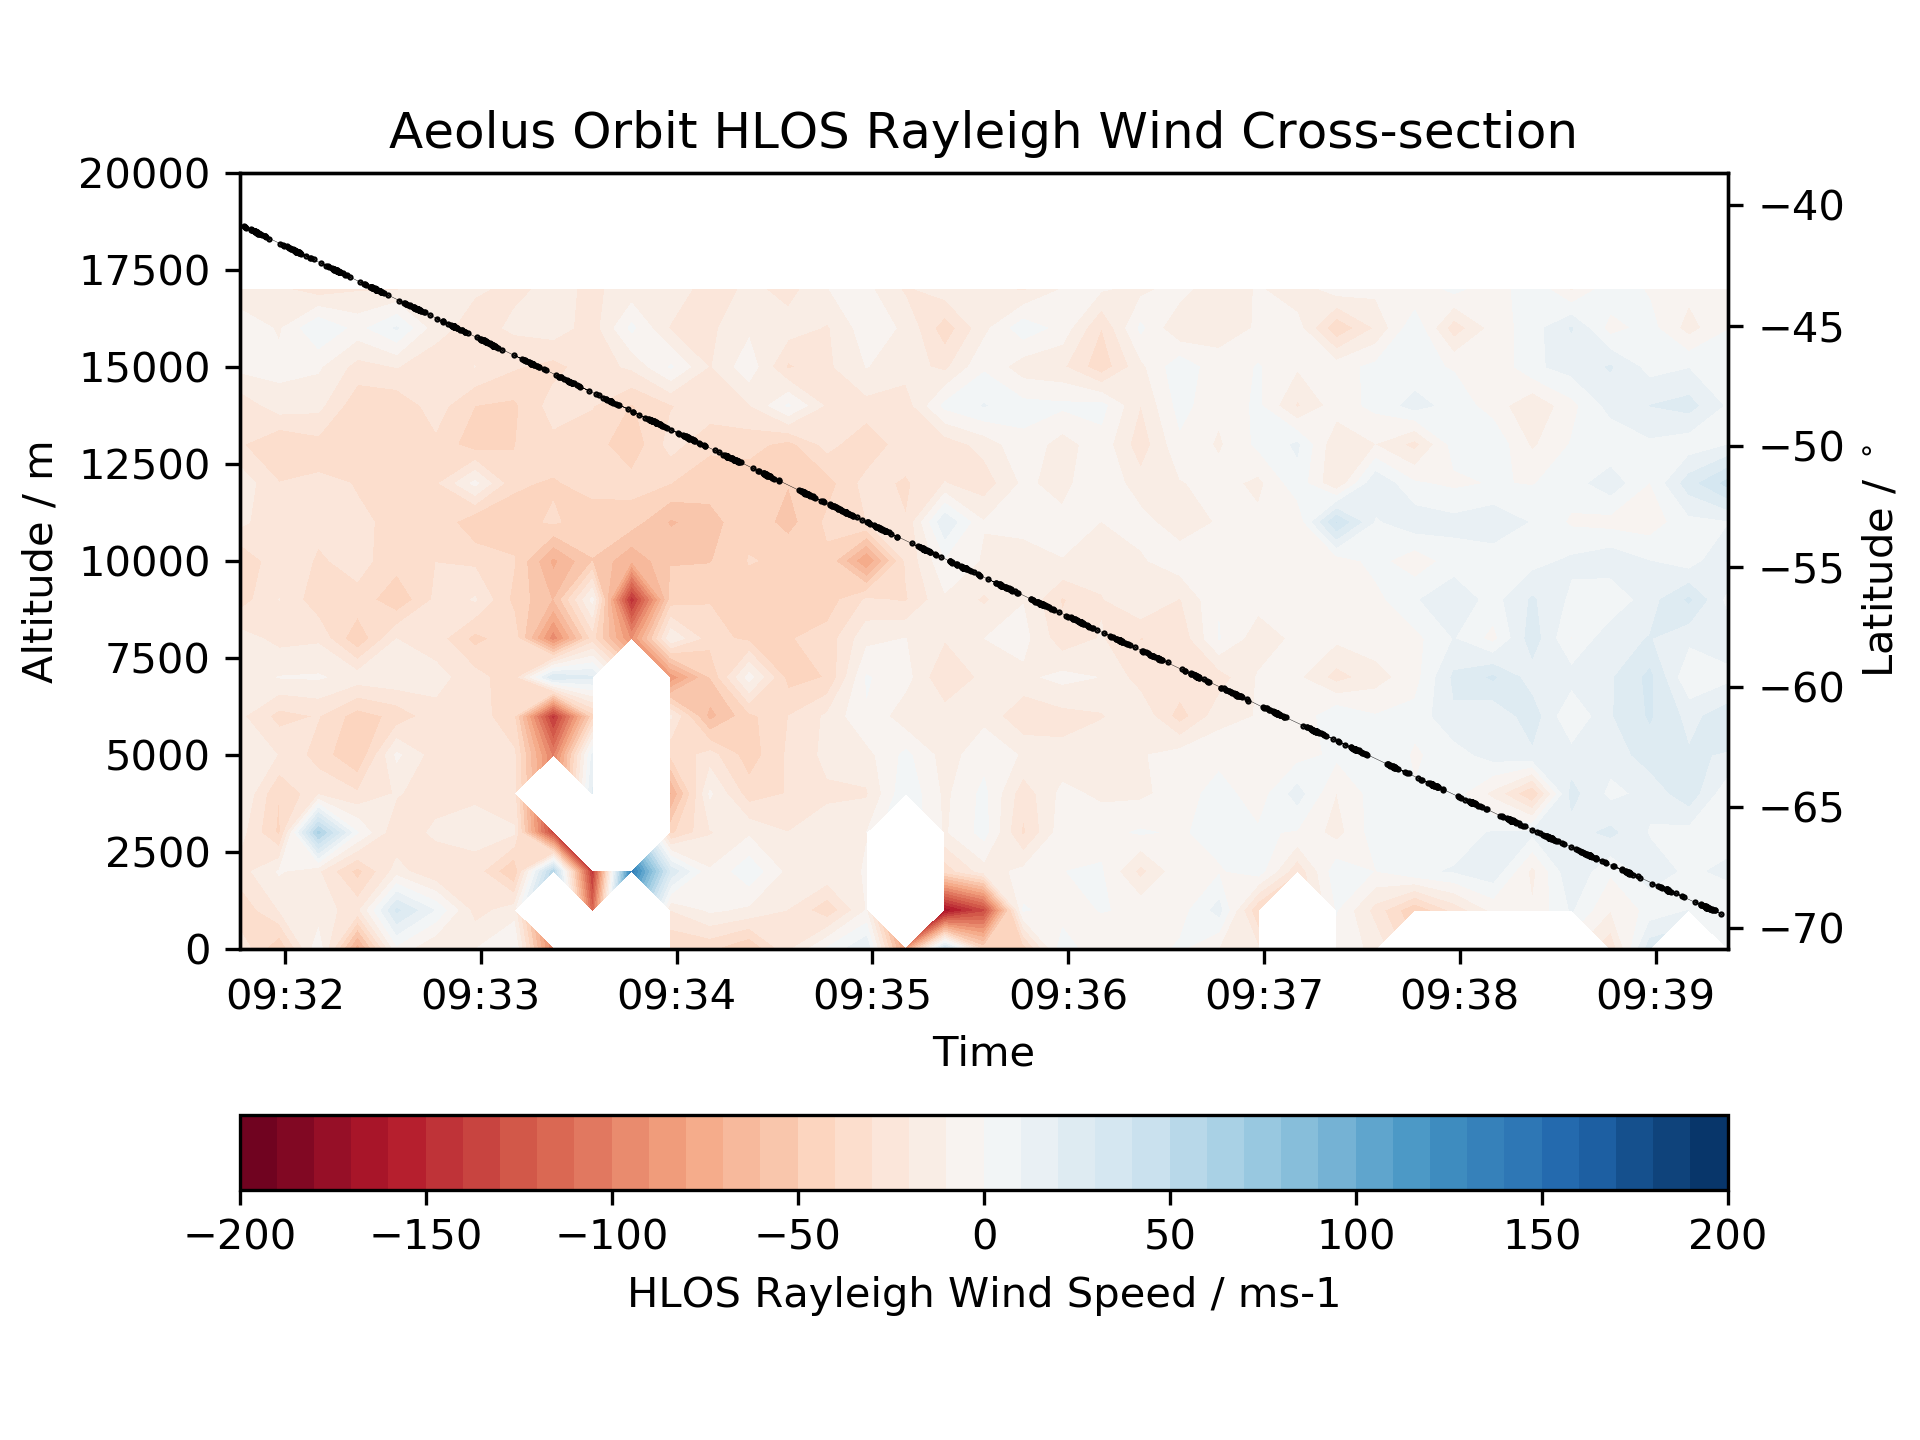 Aeolus Orbit HLOS Rayleigh Wind Cross-section
20000
17500
15000
12500
10000
7500
5000
2500
0
Altitude / m
−40
−45
−50
−55
−60
−65
−70
Latitude / °
09:32 09:33 09:34 09:35 09:36 09:37 09:38 09:39
Time
−200 −150 −100 −50 0 50 100 150 200
HLOS Rayleigh Wind Speed / ms-1